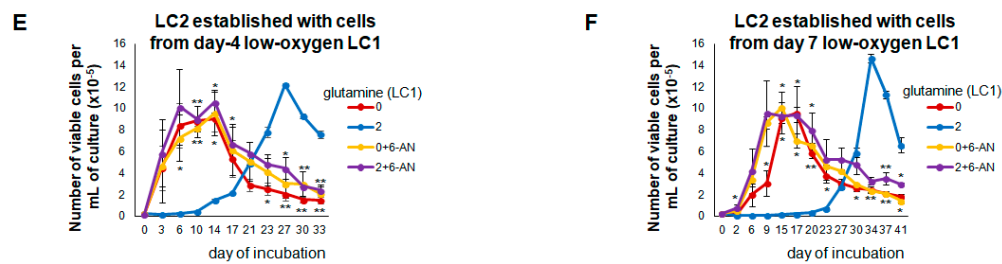 E
LC2 established with cells
from day-4 low-oxygen LC1
Number of viable cells per
mL of culture (x10-5)
16
14
12
10
8
6
4
2
0
** * * ** * * * ** ** **
** * * ** ** **
0 3 6 10 14 17 21 23 27 30 33
day of incubation
glutamine (LC1)
0
2
0+6-AN
2+6-AN
F
LC2 established with cells
from day 7 low-oxygen LC1
Number of viable cells per
mL of culture (x10-5)
16
14
12
10
8
6
4
2
0
0 2 6 9 15 17 20 23 27 30 34 37 41
day of incubation
glutamine (LC1)
0
2
0+6-AN
2+6-AN